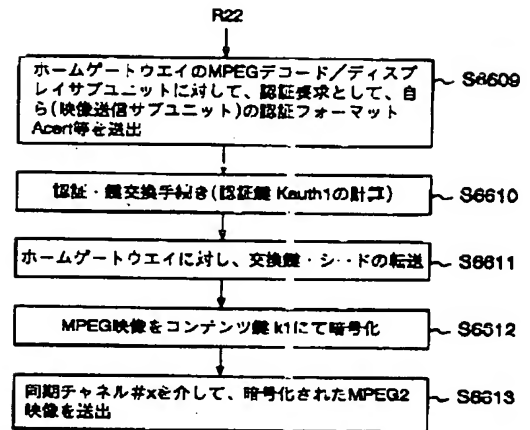 R22
ホームゲートウエイのMPEGデコード／ディスプ
レイサブユニットに対して、認証要求として、自
ら(映像送信サブユニット)の認証フォーマット
Acert等を送出
S6609
認証・鍵交換手続き(認証鍵 Kauth1の計算)
S6610
ホームゲートウエイに対し、交換鍵・シードの転送
S6611
MPEG映像をコンテンツ鍵 k1にて暗号化
S6612
同期チャネル#xを介して、暗号化されたMPEG2
映像を送出
S6613